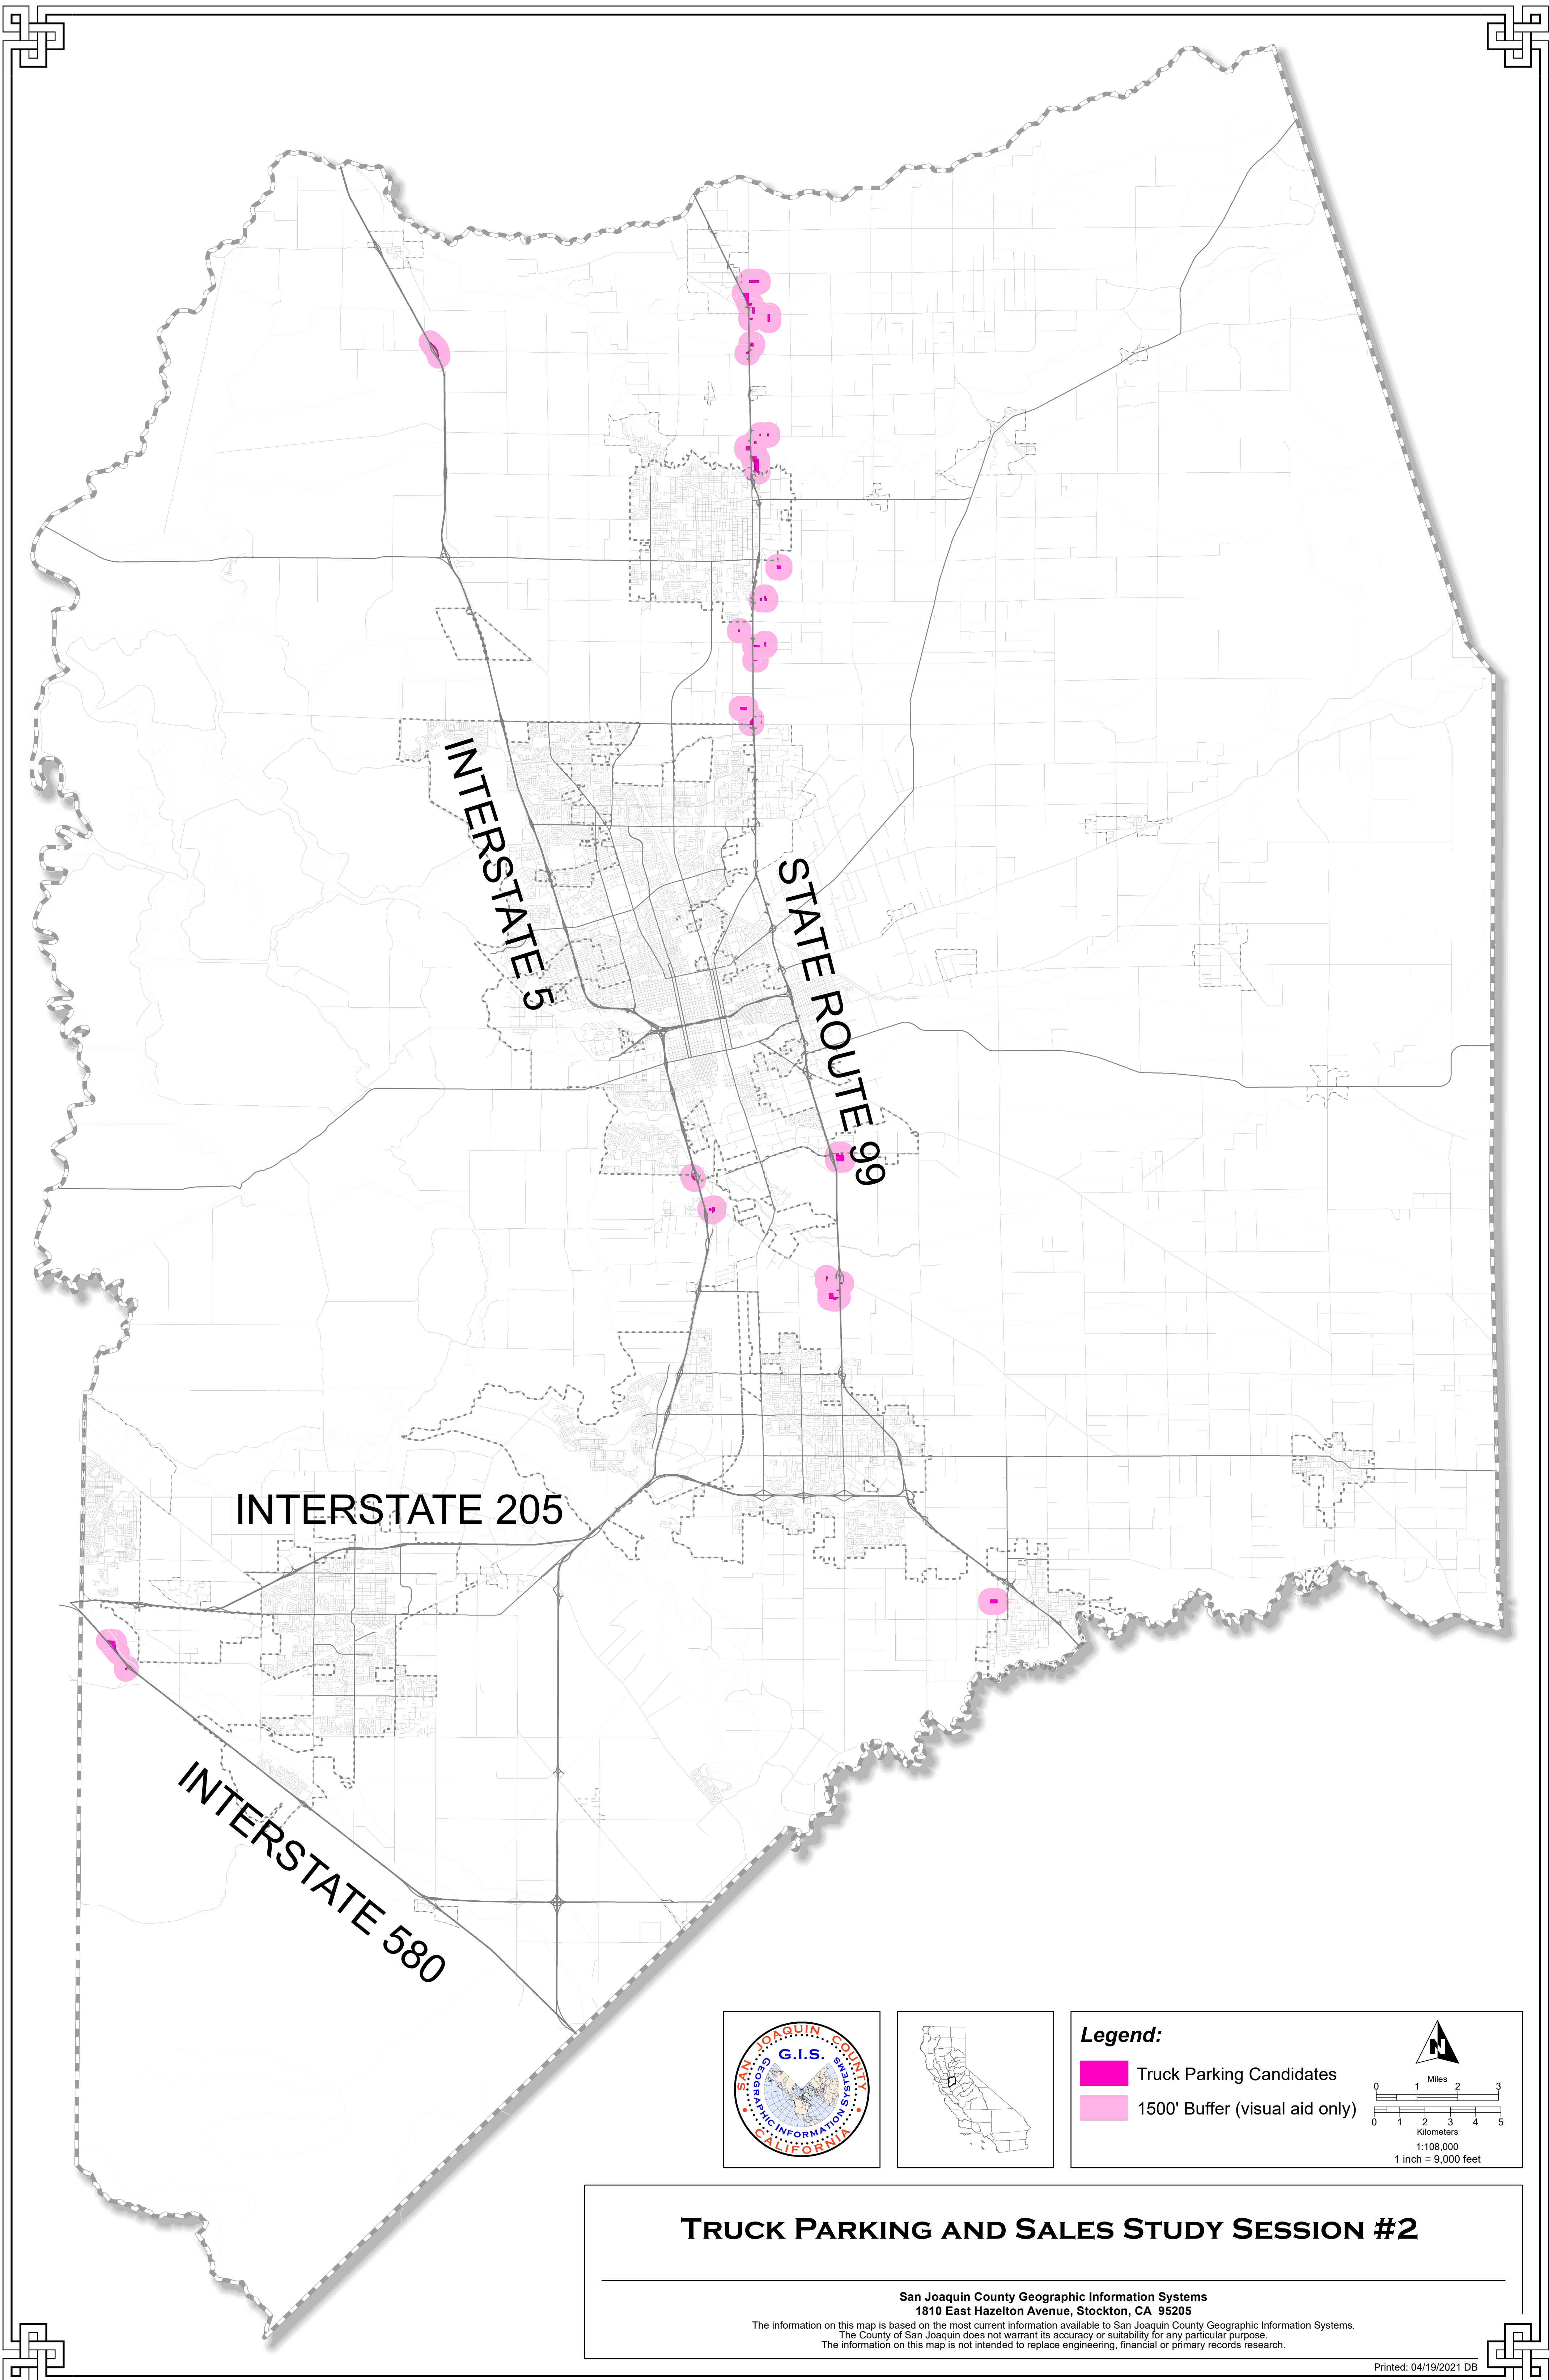 INTERSTATE 5
STATE ROUTE 99
INTERSTATE 205
INTERSTATE 580
SAN JOAQUIN COUNTY
G.I.S.
GEOGRAPHIC INFORMATION SYSTEMS
CALIFORNIA
Legend:
Truck Parking Candidates
1500' Buffer (visual aid only)
N
Miles
0 1 2 3
0 1 2 3 4 5
Kilometers
1:108,000
1 inch = 9,000 feet
TRUCK PARKING AND SALES STUDY SESSION #2
San Joaquin County Geographic Information Systems
1810 East Hazelton Avenue, Stockton, CA 95205
The information on this map is based on the most current information available to San Joaquin County Geographic Information Systems.
The County of San Joaquin does not warrant its accuracy or suitability for any particular purpose.
The information on this map is not intended to replace engineering, financial or primary records research.
Printed: 04/19/2021 DB